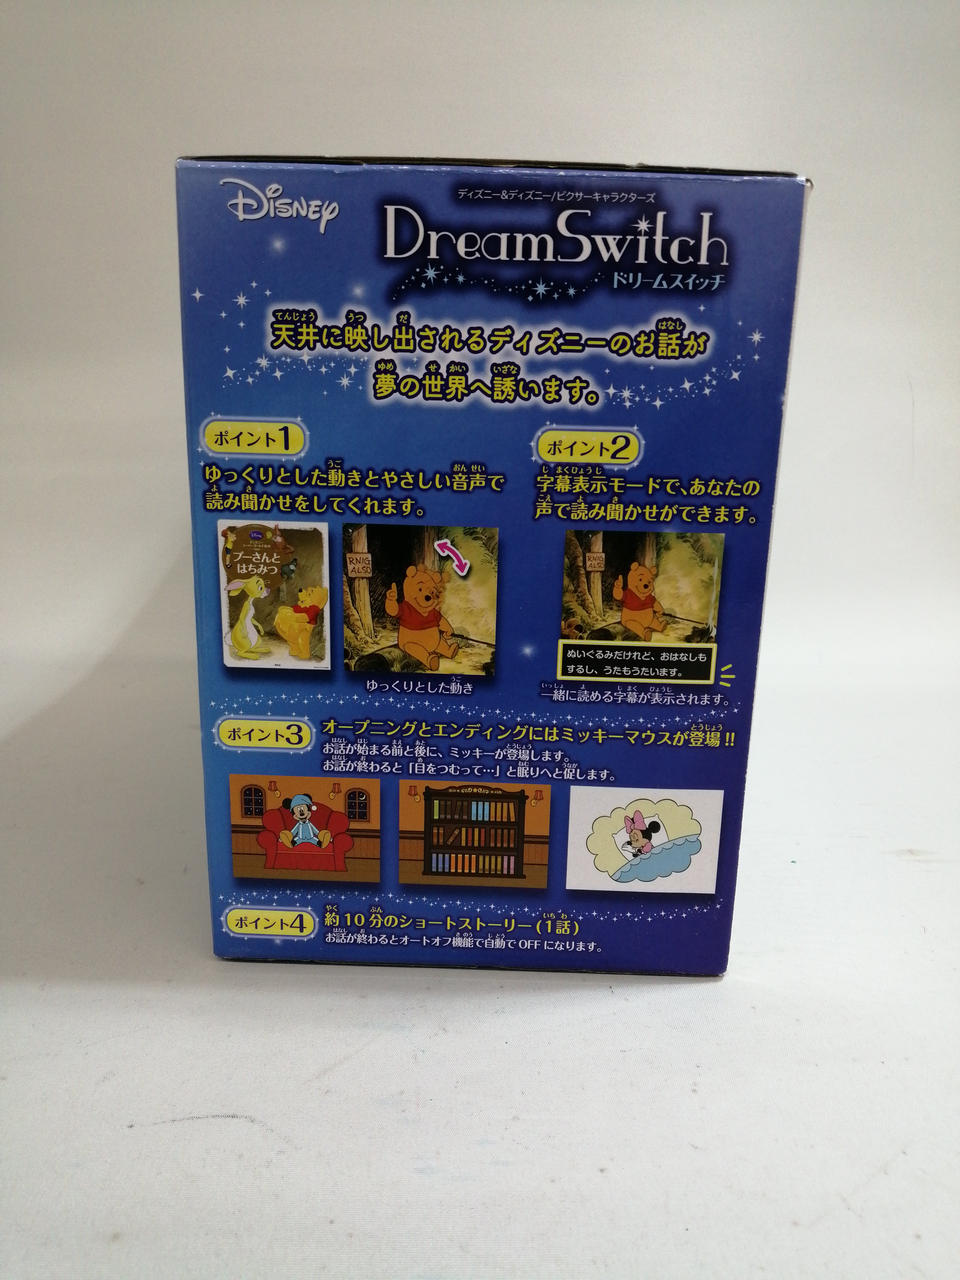 Disney
ディズニー&ディズニー/ピクサーキャラクターズ
DreamSwitch
ドリームスイッチ
天井に映し出されるディズニーのお話が
夢の世界へ誘います。
ポイント1
ゆっくりとした動きとやさしい音声で
読み聞かせをしてくれます。
プーさんと
はちみつ
RNIG
ALSO
ゆっくりとした動き
ポイント2
字幕表示モードで、あなたの
声で読み聞かせができます。
RNIG
ALSO
ぬいぐるみだけれど、おはなしも
するし、うたもうたいます。
一緒に読める字幕が表示されます。
ポイント3
オープニングとエンディングにはミッキーマウスが登場!!
お話が始まる前と後に、ミッキーが登場します。
お話が終わると「目をつむって…」と眠りへと促します。
ポイント4
約10分のショートストーリー(1話)
お話が終わるとオートオフ機能で自動でOFFになります。